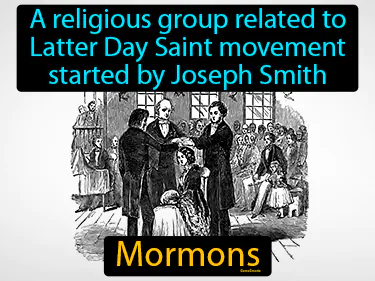 A religious group related to
Latter Day Saint movement
started by Joseph Smith
Mormons